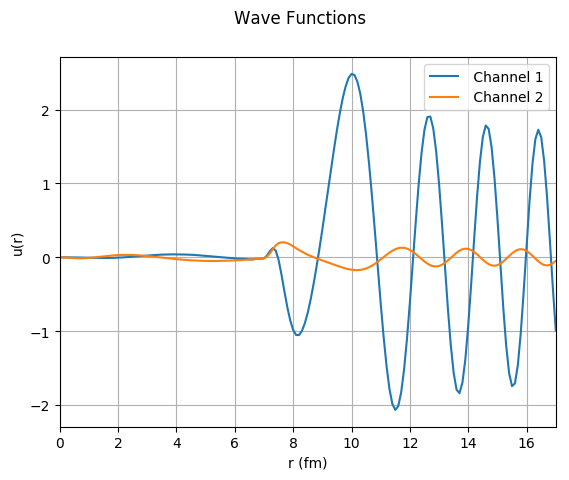 Wave Functions
Channel 1
Channel 2
u(r)
2
1
0
−1
−2
0 2 4 6 8 10 12 14 16
r (fm)